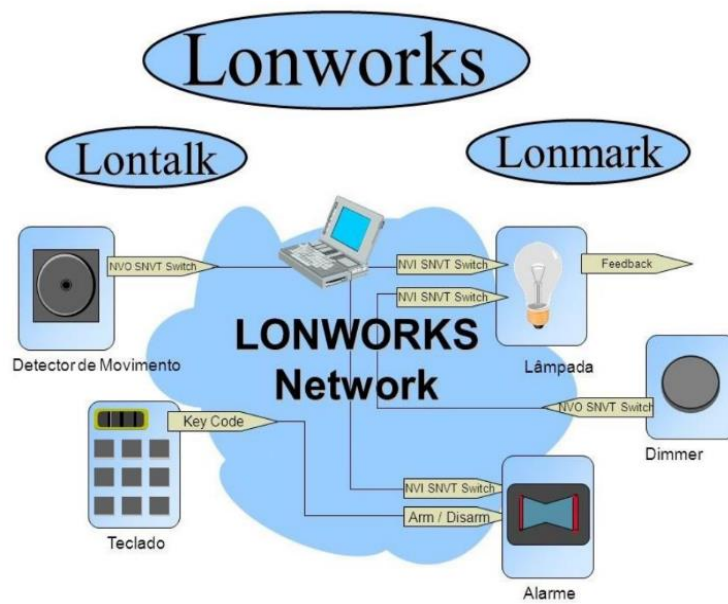 Lonworks
Lontalk
Lonmark
NVO SNVT Switch
NVI SNVT Switch
Feedback
NVI SNVT Switch
LONWORKS
Network
Detector de Movimento
Lâmpada
NVO SNVT Switch
Key Code
Dimmer
NVI SNVT Switch
Arm / Disarm
Teclado
Alarme